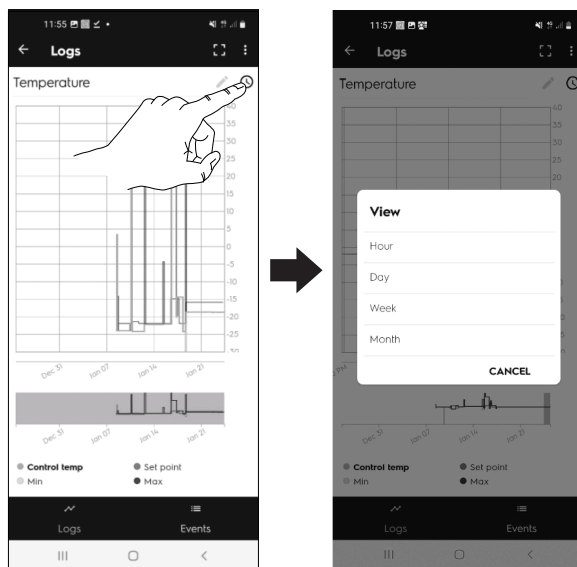 11:55
Logs
Temperature
40
35
30
25
20
15
10
5
0
-5
-10
-15
-20
-25
-30
Dec 31 Jan 07 Jan 14 Jan 21
Dec 31 Jan 07 Jan 14 Jan 21
Control temp Set point
Min Max
Logs Events
11:57
Logs
Temperature
40
35
25
20
View
Hour
Day
Week
Month
CANCEL
PM
Dec 31 Jan 07 Jan 14 Jan 21
Control temp Set point
Min Max
Logs Events